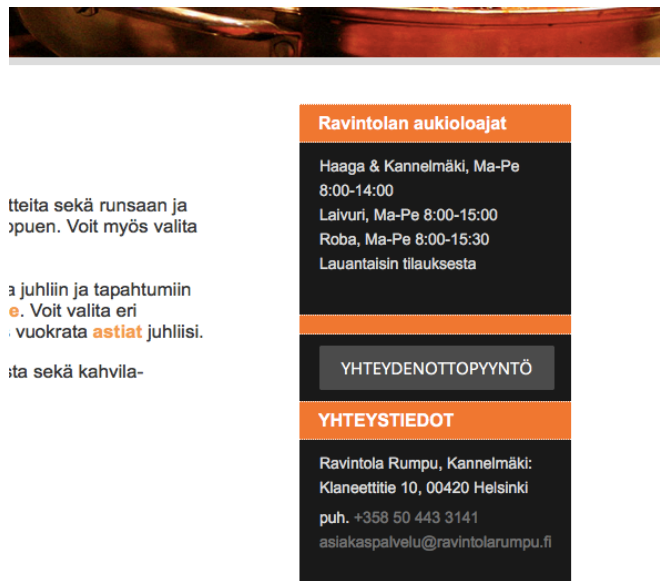 tteita sekä runsaan ja
opuen. Voit myös valita
a juhliin ja tapahtumiin
e. Voit valita eri
vuokrata astiat juhliisi.
sta sekä kahvila-
Ravintolan aukioloajat
Haaga & Kannelmäki, Ma-Pe
8:00-14:00
Laivuri, Ma-Pe 8:00-15:00
Roba, Ma-Pe 8:00-15:30
Lauantaisin tilauksesta
YHTEYDENOTTOPYYNTÖ
YHTEYSTIEDOT
Ravintola Rumpu, Kannelmäki:
Klaneettitie 10, 00420 Helsinki
puh. +358 50 443 3141
asiakaspalvelu@ravintolarumpu.fi